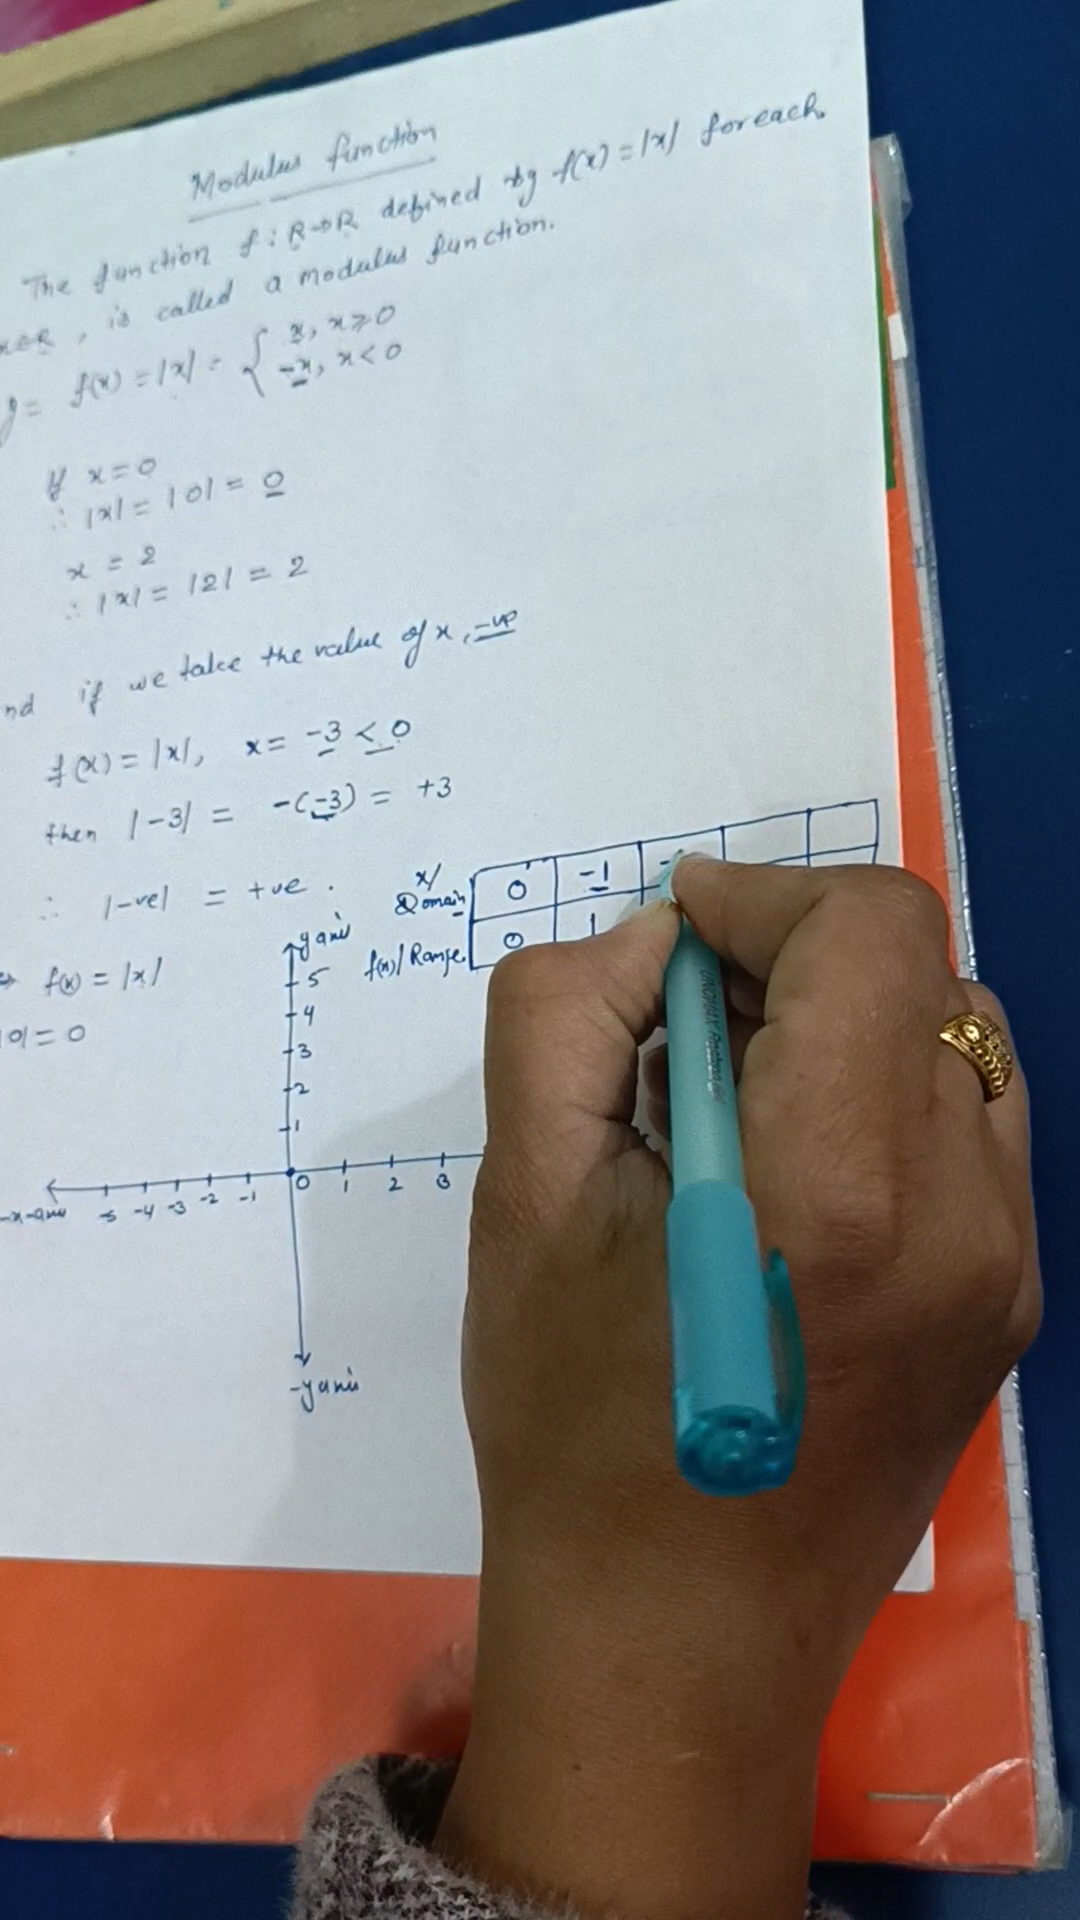 Modulus function
The function f : R→R defined by f(x) = |x| for each
x∈R, is called a modulus function.
y = f(x) = |x| = { x, x ≥ 0
-x, x < 0
If x = 0
∴ |x| = |0| = 0
x = 2
∴ |x| = |2| = 2
nd if we take the value of x, -ve
f(x) = |x|, x = -3 < 0
then |-3| = -(-3) = +3
∴ |-ve| = +ve .
x/ Domain 0 -1
f(x)/Range 0 1
⇒ f(x) = |x|
|0| = 0
y axis
5
4
3
2
1
-x-axis -5 -4 -3 -2 -1 0 1 2 3
-y axis